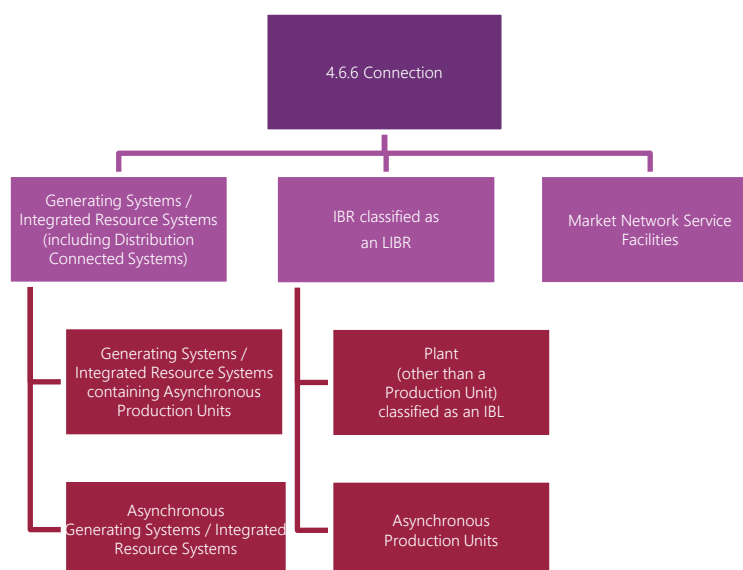 4.6.6 Connection
Generating Systems /
Integrated Resource Systems
(including Distribution
Connected Systems)
IBR classified as
an LIBR
Market Network Service
Facilities
Generating Systems /
Integrated Resource Systems
containing Asynchronous
Production Units
Plant
(other than a
Production Unit)
classified as an IBL
Asynchronous
Generating Systems / Integrated
Resource Systems
Asynchronous
Production Units